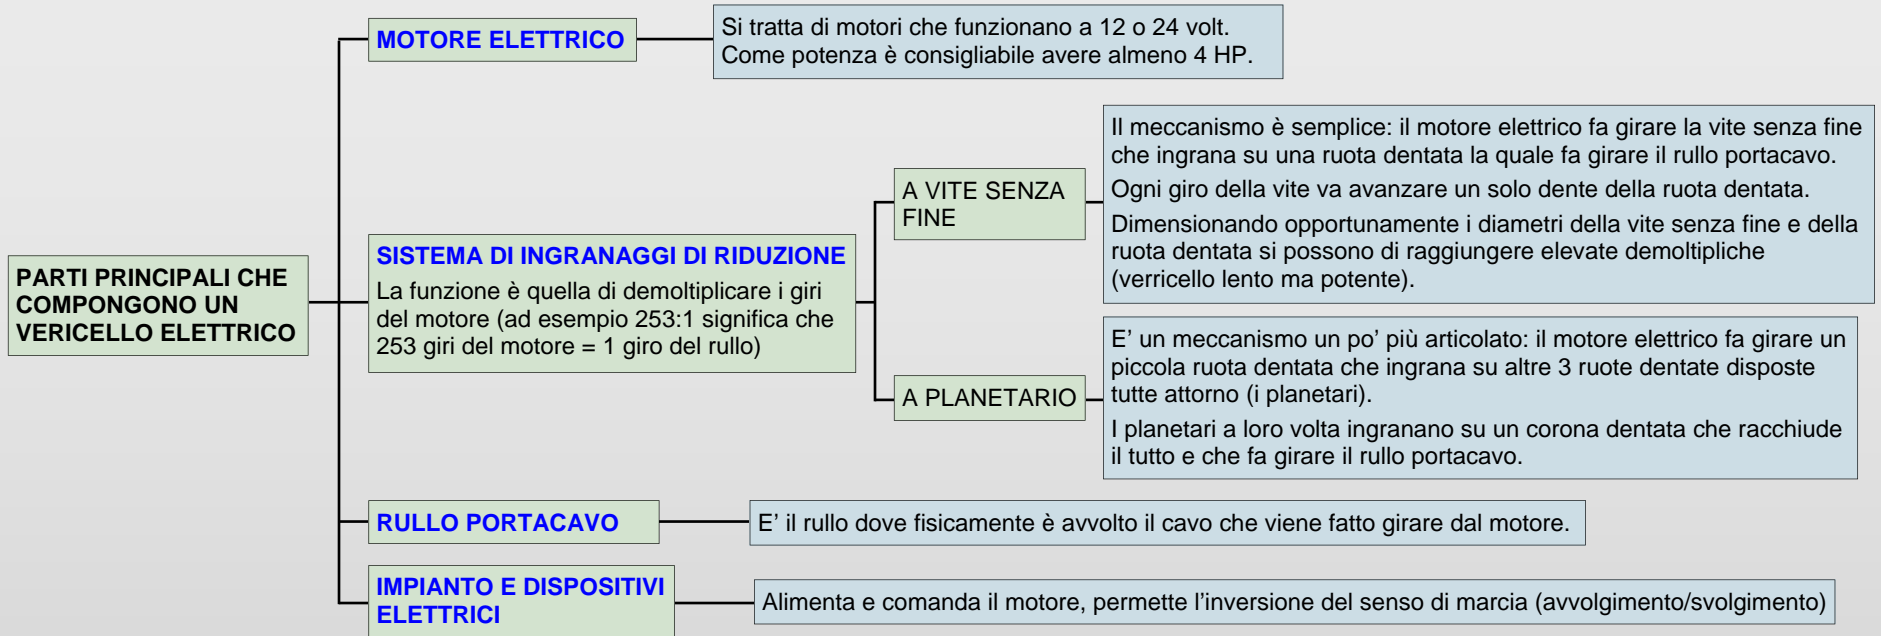 PARTI PRINCIPALI CHE
COMPONGONO UN
VERICELLO ELETTRICO
MOTORE ELETTRICO
Si tratta di motori che funzionano a 12 o 24 volt.
Come potenza è consigliabile avere almeno 4 HP.
SISTEMA DI INGRANAGGI DI RIDUZIONE
La funzione è quella di demoltiplicare i giri
del motore (ad esempio 253:1 significa che
253 giri del motore = 1 giro del rullo)
A VITE SENZA
FINE
Il meccanismo è semplice: il motore elettrico fa girare la vite senza fine
che ingrana su una ruota dentata la quale fa girare il rullo portacavo.
Ogni giro della vite va avanzare un solo dente della ruota dentata.
Dimensionando opportunamente i diametri della vite senza fine e della
ruota dentata si possono di raggiungere elevate demoltipliche
(verricello lento ma potente).
A PLANETARIO
E’ un meccanismo un po’ più articolato: il motore elettrico fa girare un
piccola ruota dentata che ingrana su altre 3 ruote dentate disposte
tutte attorno (i planetari).
I planetari a loro volta ingranano su un corona dentata che racchiude
il tutto e che fa girare il rullo portacavo.
RULLO PORTACAVO
E’ il rullo dove fisicamente è avvolto il cavo che viene fatto girare dal motore.
IMPIANTO E DISPOSITIVI
ELETTRICI
Alimenta e comanda il motore, permette l’inversione del senso di marcia (avvolgimento/svolgimento)